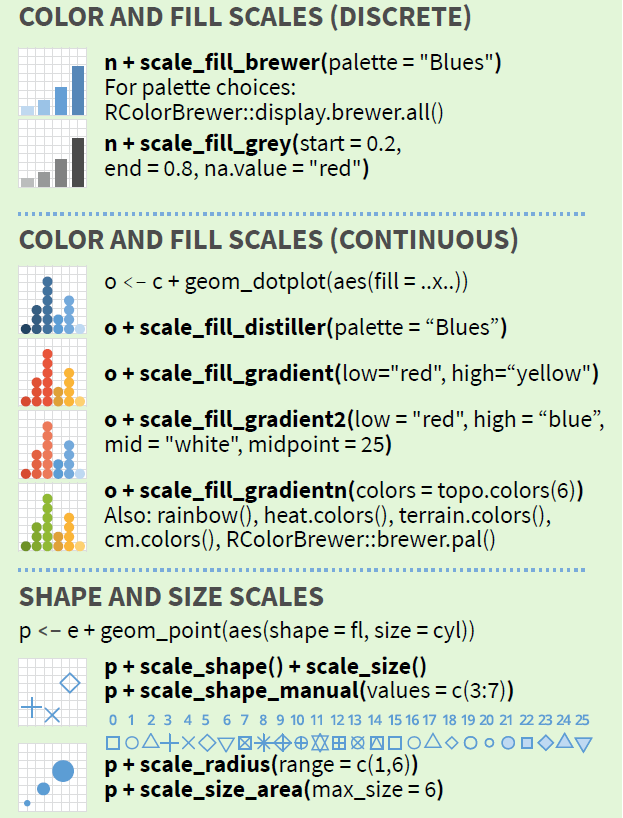 COLOR AND FILL SCALES (DISCRETE)
n + scale_fill_brewer(palette = "Blues")
For palette choices:
RColorBrewer::display.brewer.all()
n + scale_fill_grey(start = 0.2,
end = 0.8, na.value = "red")
COLOR AND FILL SCALES (CONTINUOUS)
o <- c + geom_dotplot(aes(fill = ..x..))
o + scale_fill_distiller(palette = “Blues”)
o + scale_fill_gradient(low="red", high=“yellow")
o + scale_fill_gradient2(low = "red", high = “blue”,
mid = "white", midpoint = 25)
o + scale_fill_gradientn(colors = topo.colors(6))
Also: rainbow(), heat.colors(), terrain.colors(),
cm.colors(), RColorBrewer::brewer.pal()
SHAPE AND SIZE SCALES
p <- e + geom_point(aes(shape = fl, size = cyl))
p + scale_shape() + scale_size()
p + scale_shape_manual(values = c(3:7))
0 1 2 3 4 5 6 7 8 9 10 11 12 13 14 15 16 17 18 19 20 21 22 23 24 25
p + scale_radius(range = c(1,6))
p + scale_size_area(max_size = 6)